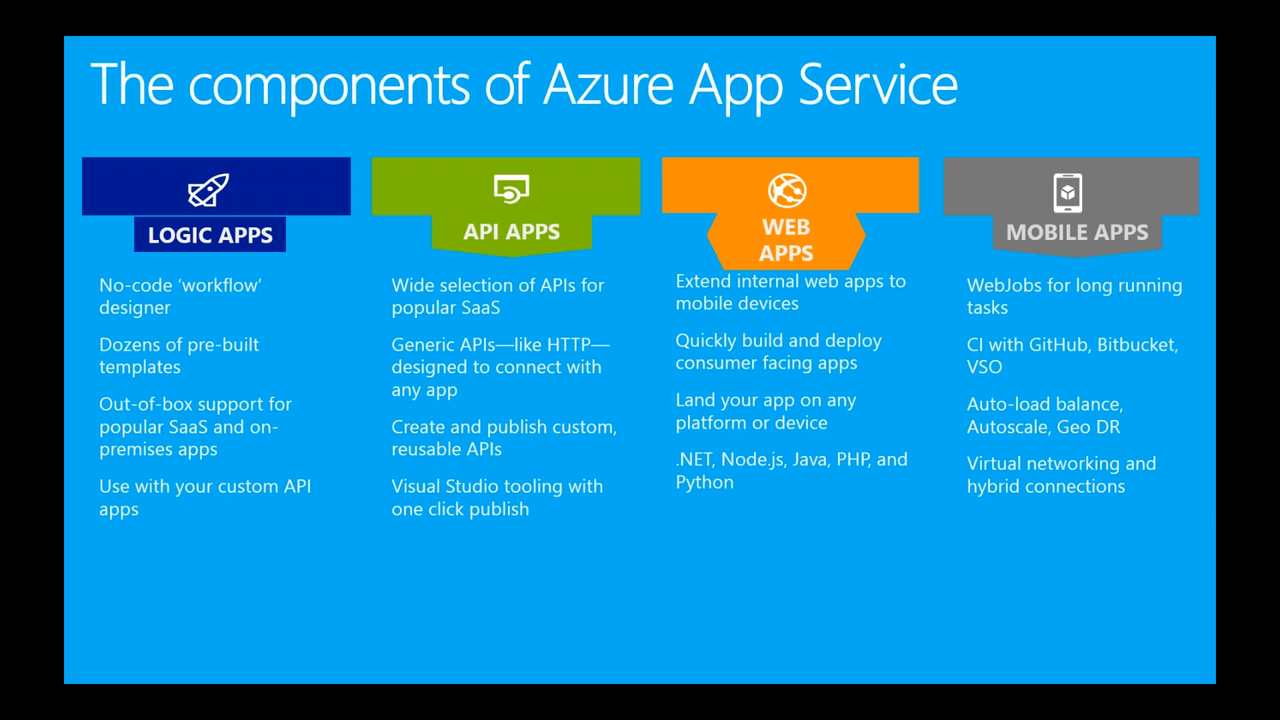 The components of Azure App Service
LOGIC APPS
No-code ‘workflow’
designer
Dozens of pre-built
templates
Out-of-box support for
popular SaaS and on-
premises apps
Use with your custom API
apps
API APPS
Wide selection of APIs for
popular SaaS
Generic APIs—like HTTP—
designed to connect with
any app
Create and publish custom,
reusable APIs
Visual Studio tooling with
one click publish
WEB
APPS
Extend internal web apps to
mobile devices
Quickly build and deploy
consumer facing apps
Land your app on any
platform or device
.NET, Node.js, Java, PHP, and
Python
MOBILE APPS
WebJobs for long running
tasks
CI with GitHub, Bitbucket,
VSO
Auto-load balance,
Autoscale, Geo DR
Virtual networking and
hybrid connections